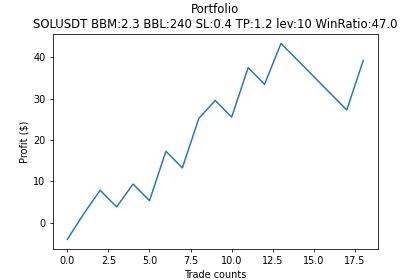 Portfolio
SOLUSDT BBM:2.3 BBL:240 SL:0.4 TP:1.2 lev:10 WinRatio:47.0
40
30
20
10
0
Profit ($)
0.0 2.5 5.0 7.5 10.0 12.5 15.0 17.5
Trade counts